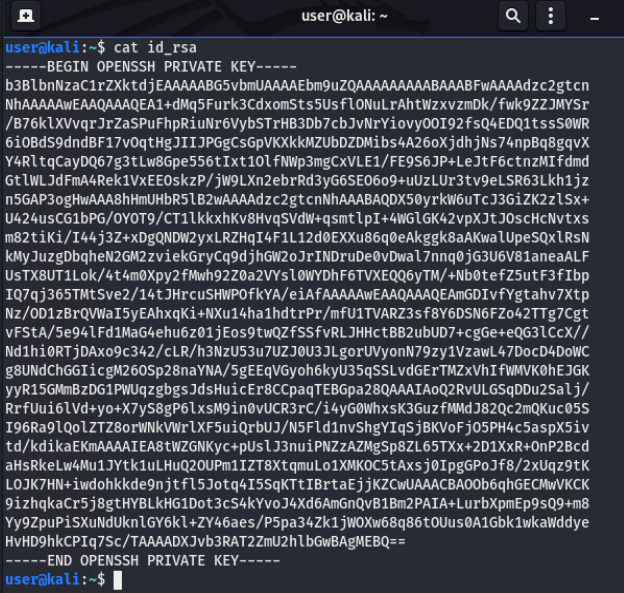 user@kali: ~
user@kali:~$ cat id_rsa
-----BEGIN OPENSSH PRIVATE KEY-----
b3BlbnNzaC1rZXktdjEAAAAABG5vbmUAAAAEbm9uZQAAAAAAAAABAAABFwAAAAdzc2gtcn
NhAAAAAwEAAQAAAQEA1+dMq5Furk3CdxomSts5UsflONuLrAhtWzxvzmDk/fwk9ZZJMYSr
/B76klXVvqrJrZaSPuFhpRiuNr6VybSTrHB3Db7cbJvNrYiovyOOI92fsQ4EDQ1tssS0WR
6iOBdS9dndBF17vOqtHgJIIJPGgCsGpVKXkkMZUbDZDMibs4A26oXjdhjNs74npBq8gqvX
Y4RltqCayDQ67g3tLw8Gpe556tIxt1OlfNWp3mgCxVLE1/FE9S6JP+LeJtF6ctnzMIfdmd
GtlWLJdFmA4Rek1VxEEOskzP/jW9LXn2ebrRd3yG6SEO6o9+uUzLUr3tv9eLSR63Lkh1jz
n5GAP3ogHwAAA8hHmUHbR5lB2wAAAAdzc2gtcnNhAAABAQDX50yrkW6uTcJ3GiZK2zlSx+
U424usCG1bPG/OYOT9/CT1lkkxhKv8HvqSVdW+qsmtlpI+4WGlGK42vpXJtJOscHcNvtxs
m82tiKi/I44j3Z+xDgQNDW2yxLRZHqI4F1L12d0EXXu86q0eAkggk8aAKwalUpeSQxlRsN
kMyJuzgDbqheN2GM2zviekGryCq9djhGW2oJrINDruDe0vDwal7nnq0jG3U6V81aneaALF
UsTX8UT1Lok/4t4m0Xpy2fMwh92Z0a2VYsl0WYDhF6TVXEQQ6yTM/+Nb0tefZ5utF3fIbp
IQ7qj365TMtSve2/14tJHrcuSHWPOfkYA/eiAfAAAAAwEAAQAAAQEAmGDIvfYgtahv7Xtp
Nz/OD1zBrQVWaI5yEAhxqKi+NXu14ha1hdtrPr/mfU1TVARZ3sf8Y6DSN6FZo42TTg7Cgt
vFStA/5e94lFd1MaG4ehu6z01jEos9twQZfSSfvRLJHHctBB2ubUD7+cgGe+eQG3lCcX//
Nd1hi0RTjDAxo9c342/cLR/h3NzU53u7UZJ0U3JLgorUVyonN79zy1VzawL47DocD4DoWC
g8UNdChGGIicgM26OSp28naYNA/5gEEqVGyoh6kyU35qSSLvdGErTMZxVhIfWMVK0hEJGK
yyR15GMmBzDG1PWUqzgbgsJdsHuicEr8CCpaqTEBGpa28QAAAIAoQ2RvULGSqDDu2Salj/
RrfUui6lVd+yo+X7yS8gP6lxsM9in0vUCR3rC/i4yG0WhxsK3GuzfMMdJ82Qc2mQKuc05S
I96Ra9lQolZTZ8orWNkVWrlXF5uiQrbUJ/N5Fld1nvShgYIqSjBKVoFjO5PH4c5aspX5iv
td/kdikaEKmAAAAIEA8tWZGNKyc+pUslJ3nuiPNZzAZMgSp8ZL65TXx+2D1XxR+OnP2Bcd
aHsRkeLw4Mu1JYtk1uLHuQ2OUPm1IZT8XtqmuLo1XMKOC5tAxsj0IpgGPoJf8/2xUqz9tK
LOJK7HN+iwdohkkde9njtfl5Jotq4I5SqKTtIBrtaEjjKZCwUAAACBAOOb6qhGECMwVKCK
9izhqkaCr5j8gtHYBLkHG1Dot3cS4kYvoJ4Xd6AmGnQvB1Bm2PAIA+LurbXpmEp9sQ9+m8
Yy9ZpuPiSXuNdUknlGY6kl+ZY46aes/P5pa34Zk1jWOXw68q86tOUus0A1Gbk1wkaWddye
HvHD9hkCPIq7Sc/TAAAADXJvb3RAT2ZmU2hlbGwBAgMEBQ==
-----END OPENSSH PRIVATE KEY-----
user@kali:~$